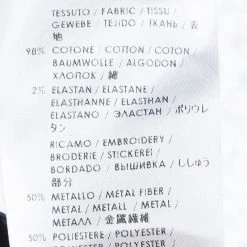 TESSUTO / FABRIC / TISSU /
GEWEBE / TEJIDO / ТКАНЬ / 表
地
98% COTONE / COTTON / COTON /
BAUMWOLLE / ALGODON /
ХЛОПОК / 綿
2% ELASTAN / ELASTANE /
ELASTHANNE / ELASTHAN /
ELASTANO / ЭЛАСТАН / ポリウレ
タン
RICAMO / EMBROIDERY /
BRODERIE / STICKEREI /
BORDADO / ВЫШИВКА / ししゅう
部分
50% METALLO / METAL FIBER /
METAL / METALL / METAL /
МЕТАЛЛ / 金属繊維
50% POLIESTERE / POLYESTER /